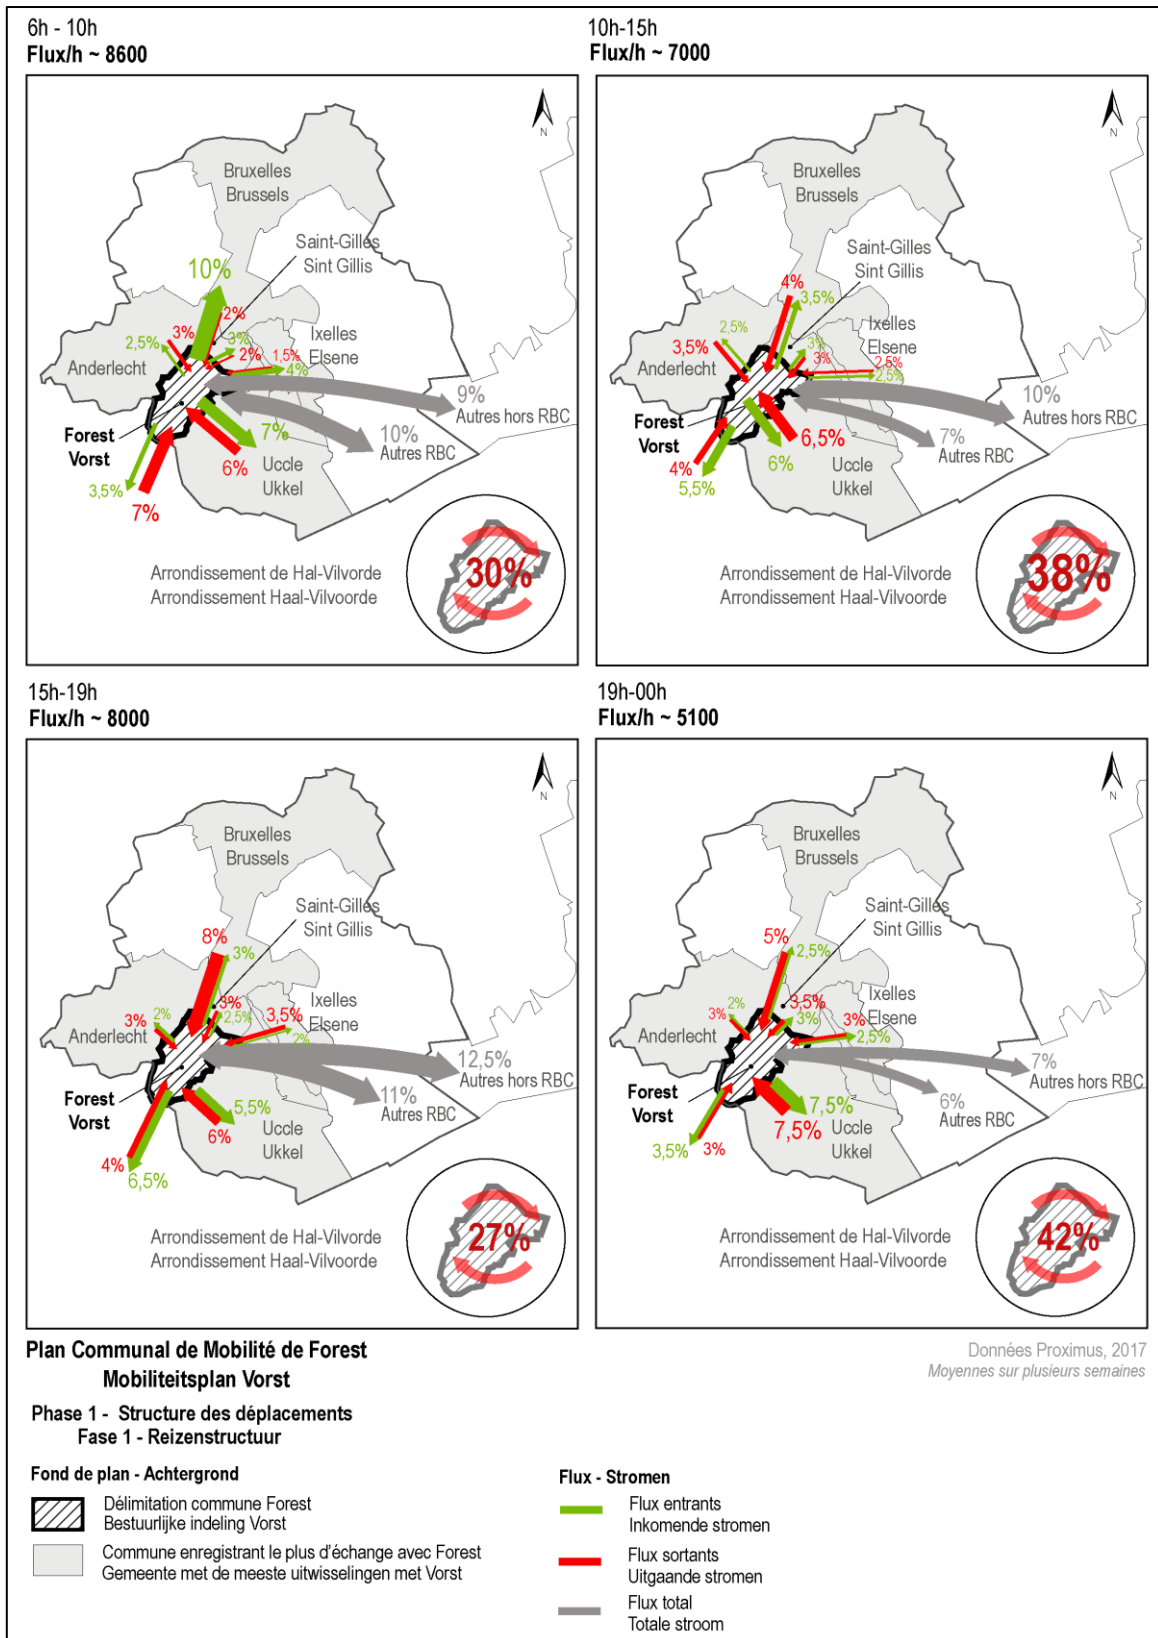 6h - 10h
Flux/h ~ 8600
Bruxelles
Brussels
Saint-Gilles
Sint Gillis
10%
2%
3%
2,5%
3%
2%
Ixelles
Elsene
1,5%
4%
Anderlecht
9%
Autres hors RBC
10%
Autres RBC
Forest
Vorst
7%
6%
Uccle
Ukkel
3,5%
7%
Arrondissement de Hal-Vilvorde
Arrondissement Haal-Vilvoorde
30%
N
10h-15h
Flux/h ~ 7000
Bruxelles
Brussels
Saint-Gilles
Sint Gillis
4%
3,5%
2,5%
3,5%
3%
3%
Ixelles
Elsene
2,5%
2,5%
Anderlecht
10%
Autres hors RBC
7%
Autres RBC
Forest
Vorst
6,5%
6%
Uccle
Ukkel
4%
5,5%
Arrondissement de Hal-Vilvorde
Arrondissement Haal-Vilvoorde
38%
N
15h-19h
Flux/h ~ 8000
Bruxelles
Brussels
Saint-Gilles
Sint Gillis
8%
3%
2%
3%
3%
2,5%
Ixelles
Elsene
3,5%
2%
Anderlecht
12,5%
Autres hors RBC
11%
Autres RBC
Forest
Vorst
5,5%
6%
Uccle
Ukkel
4%
6,5%
Arrondissement de Hal-Vilvorde
Arrondissement Haal-Vilvoorde
27%
N
19h-00h
Flux/h ~ 5100
Bruxelles
Brussels
Saint-Gilles
Sint Gillis
5%
2,5%
2%
3%
3,5%
3%
Ixelles
Elsene
3%
2,5%
Anderlecht
7%
Autres hors RBC
6%
Autres RBC
Forest
Vorst
7,5%
7,5%
Uccle
Ukkel
3,5%
3%
Arrondissement de Hal-Vilvorde
Arrondissement Haal-Vilvoorde
42%
N
Plan Communal de Mobilité de Forest
Mobiliteitsplan Vorst
Données Proximus, 2017
Moyennes sur plusieurs semaines
Phase 1 - Structure des déplacements
Fase 1 - Reizenstructuur
Fond de plan - Achtergrond
Délimitation commune Forest
Bestuurlijke indeling Vorst
Commune enregistrant le plus d'échange avec Forest
Gemeente met de meeste uitwisselingen met Vorst
Flux - Stromen
Flux entrants
Inkomende stromen
Flux sortants
Uitgaande stromen
Flux total
Totale stroom